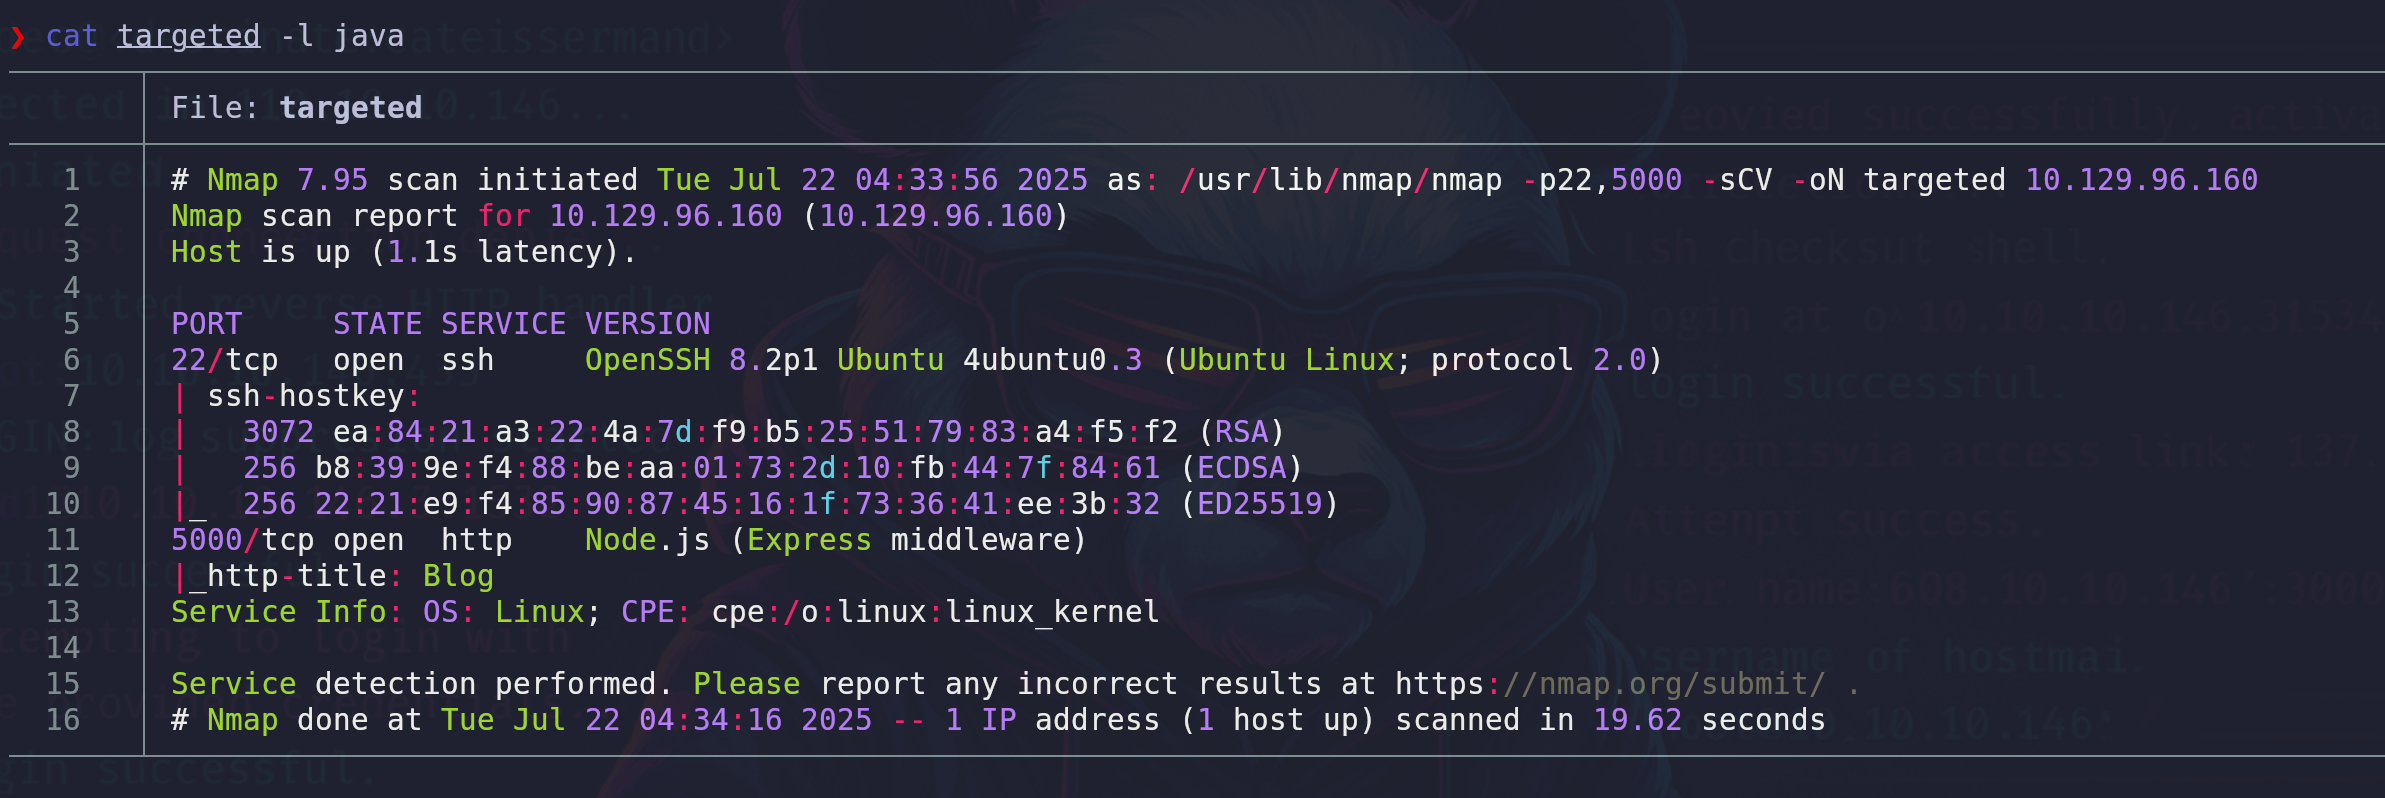 ❯ cat targeted -l java
File: targeted
1 # Nmap 7.95 scan initiated Tue Jul 22 04:33:56 2025 as: /usr/lib/nmap/nmap -p22,5000 -sCV -oN targeted 10.129.96.160
2 Nmap scan report for 10.129.96.160 (10.129.96.160)
3 Host is up (1.1s latency).
4
5 PORT     STATE SERVICE VERSION
6 22/tcp   open  ssh     OpenSSH 8.2p1 Ubuntu 4ubuntu0.3 (Ubuntu Linux; protocol 2.0)
7 | ssh-hostkey:
8 |   3072 ea:84:21:a3:22:4a:7d:f9:b5:25:51:79:83:a4:f5:f2 (RSA)
9 |   256 b8:39:9e:f4:88:be:aa:01:73:2d:10:fb:44:7f:84:61 (ECDSA)
10 |_  256 22:21:e9:f4:85:90:87:45:16:1f:73:36:41:ee:3b:32 (ED25519)
11 5000/tcp open  http    Node.js (Express middleware)
12 |_http-title: Blog
13 Service Info: OS: Linux; CPE: cpe:/o:linux:linux_kernel
14
15 Service detection performed. Please report any incorrect results at https://nmap.org/submit/ .
16 # Nmap done at Tue Jul 22 04:34:16 2025 -- 1 IP address (1 host up) scanned in 19.62 seconds